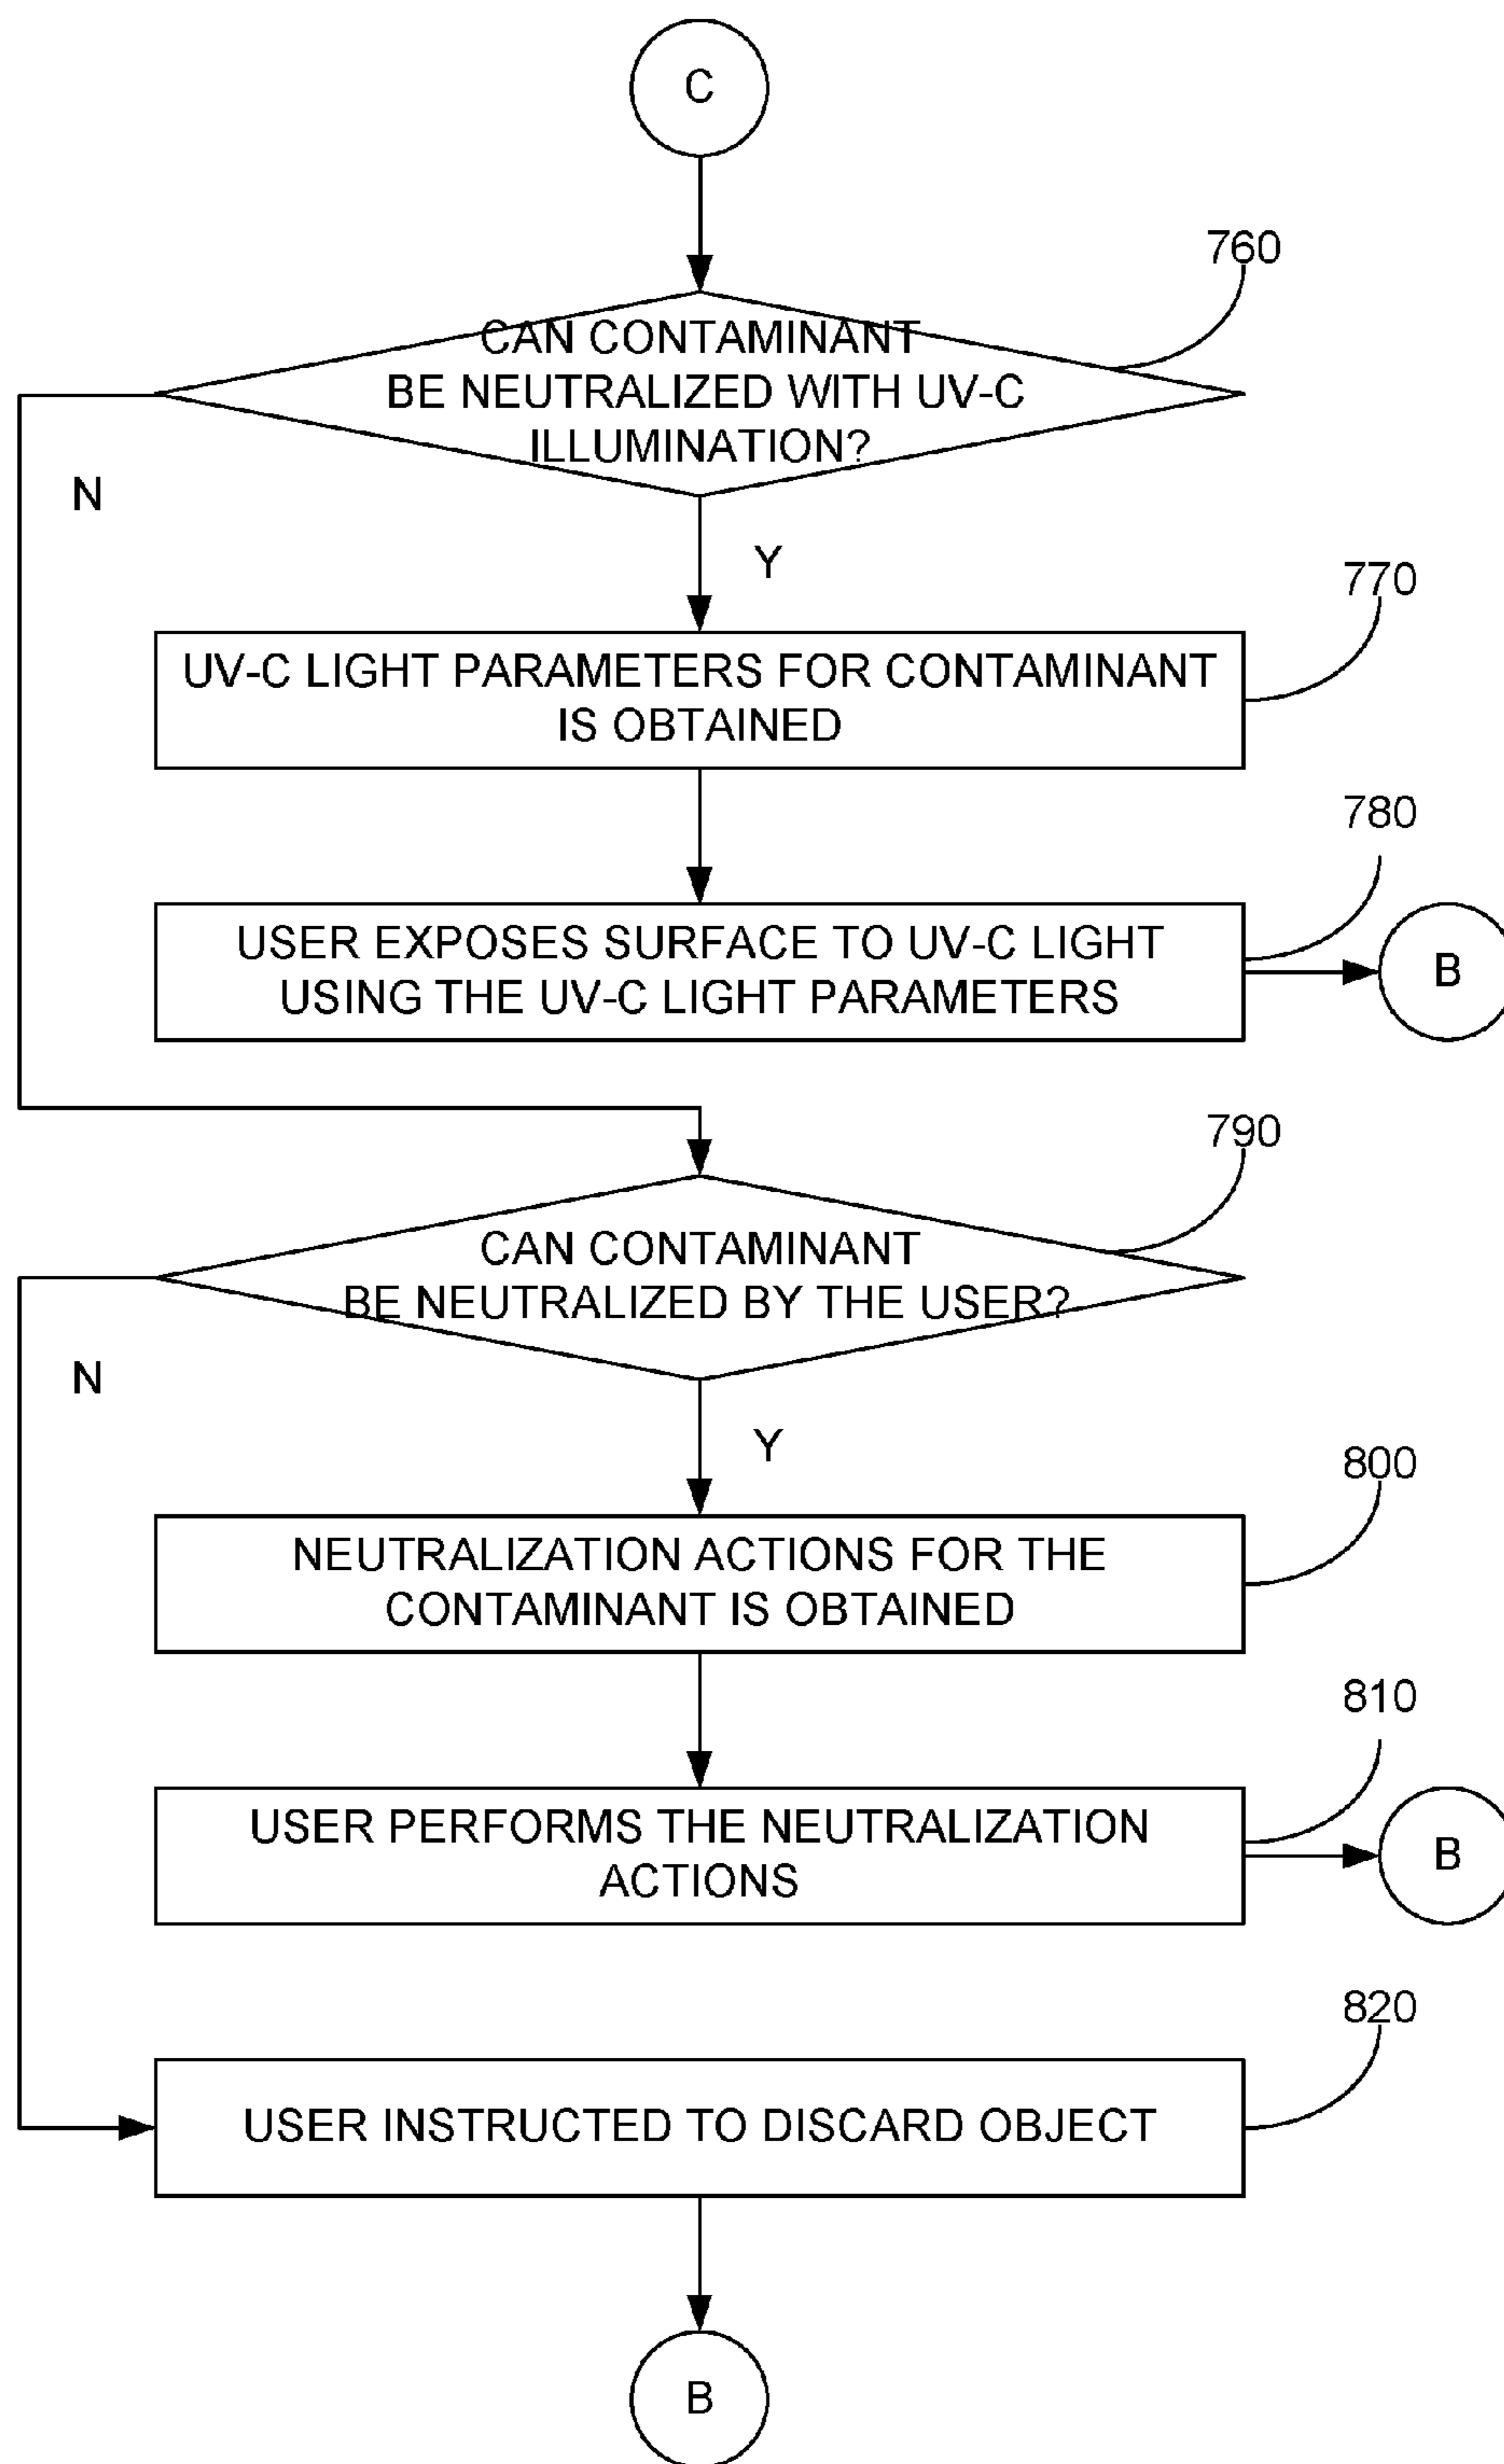 C
760
CAN CONTAMINANT
BE NEUTRALIZED WITH UV-C
ILLUMINATION?
N
Y
770
UV-C LIGHT PARAMETERS FOR CONTAMINANT
IS OBTAINED
780
USER EXPOSES SURFACE TO UV-C LIGHT
USING THE UV-C LIGHT PARAMETERS
B
790
CAN CONTAMINANT
BE NEUTRALIZED BY THE USER?
N
Y
800
NEUTRALIZATION ACTIONS FOR THE
CONTAMINANT IS OBTAINED
810
USER PERFORMS THE NEUTRALIZATION
ACTIONS
B
820
USER INSTRUCTED TO DISCARD OBJECT
B